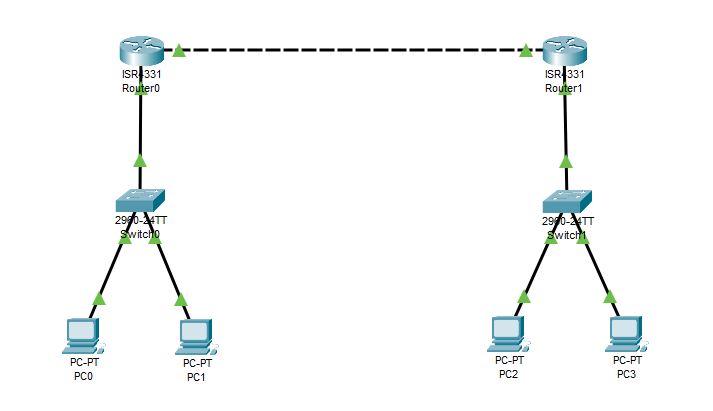 ISR4331
Router0
ISR4331
Router1
2960-24TT
Switch0
2960-24TT
Switch1
PC-PT
PC0
PC-PT
PC1
PC-PT
PC2
PC-PT
PC3